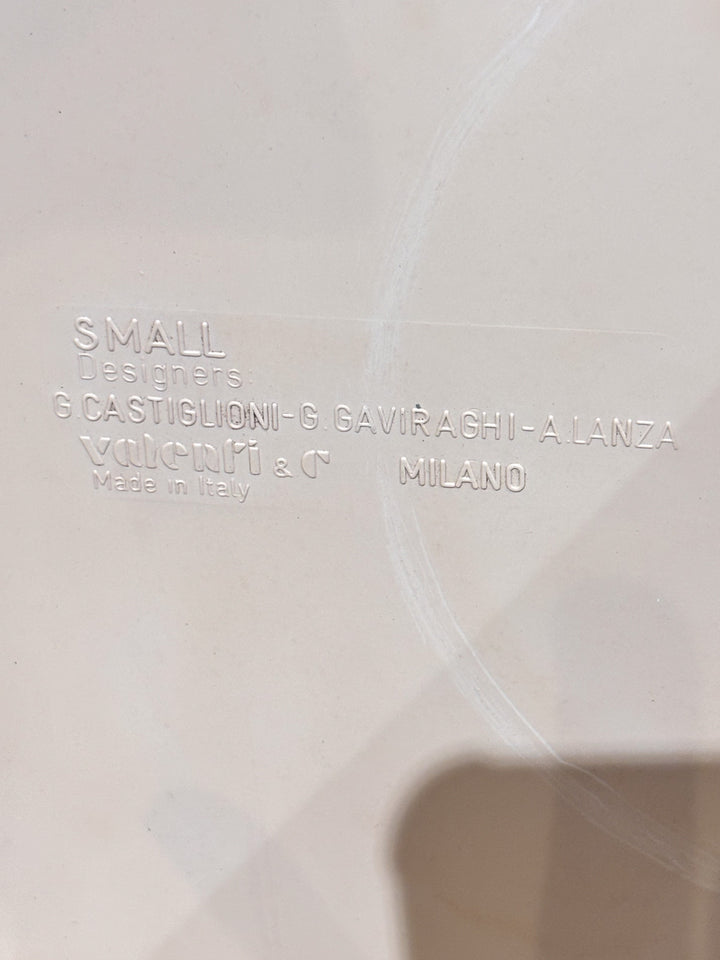 SMALL
Designers:
G.CASTIGLIONI-G.GAVIRAGHI-A.LANZA
valenti & C MILANO
Made in Italy